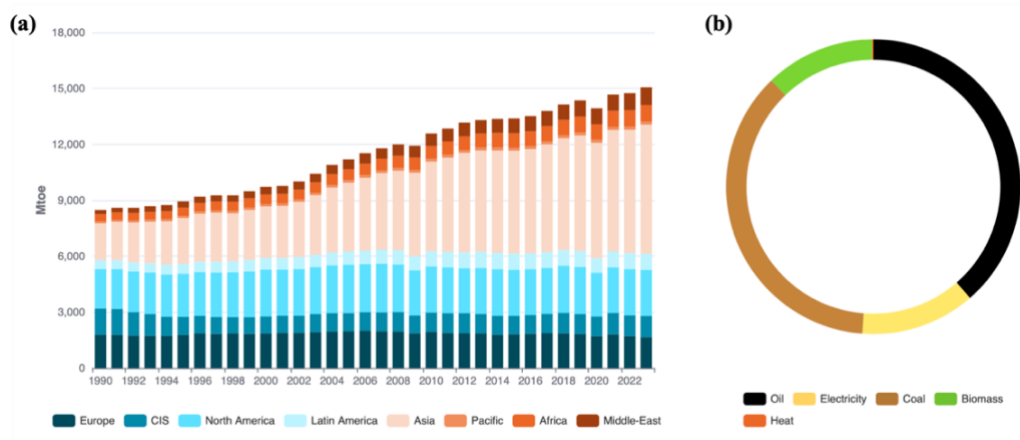 (a)
(b)
18,000
15,000
12,000
9,000
6,000
3,000
0
Mtoe
1990 1992 1994 1996 1998 2000 2002 2004 2006 2008 2010 2012 2014 2016 2018 2020 2022
Europe CIS North America Latin America Asia Pacific Africa Middle-East
Oil Electricity Coal Biomass
Heat